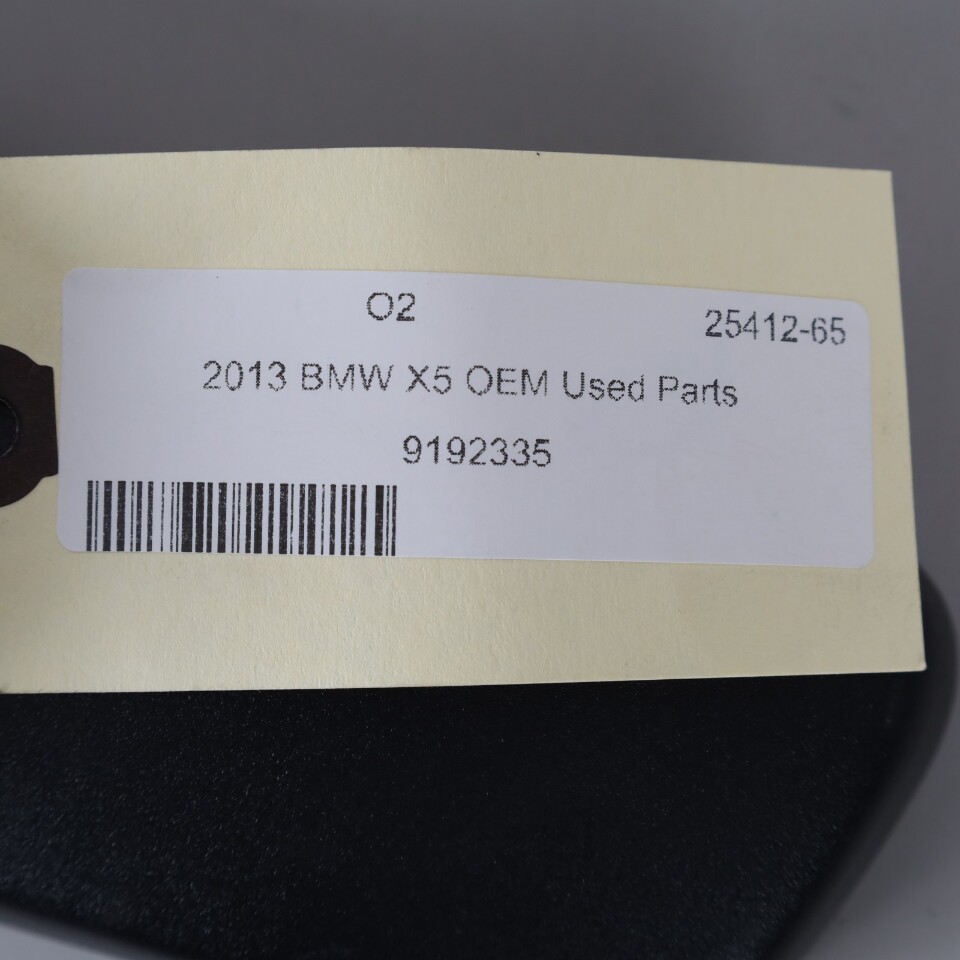 O2 25412-65
2013 BMW X5 OEM Used Parts
9192335